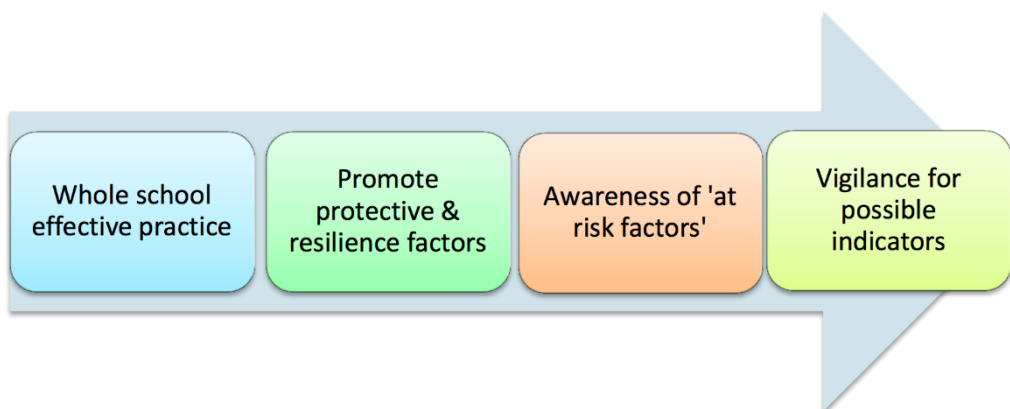 Whole school
effective practice
Promote
protective &
resilience factors
Awareness of 'at
risk factors'
Vigilance for
possible
indicators